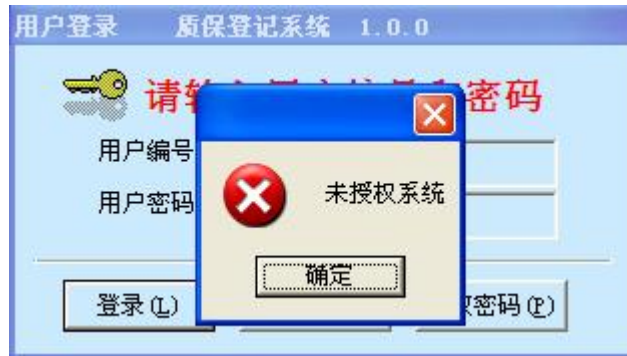 用户登录 质保登记系统 1.0.0
请输 密码
用户编号
未授权系统
用户密码
确定
登录(L)
密码(P)